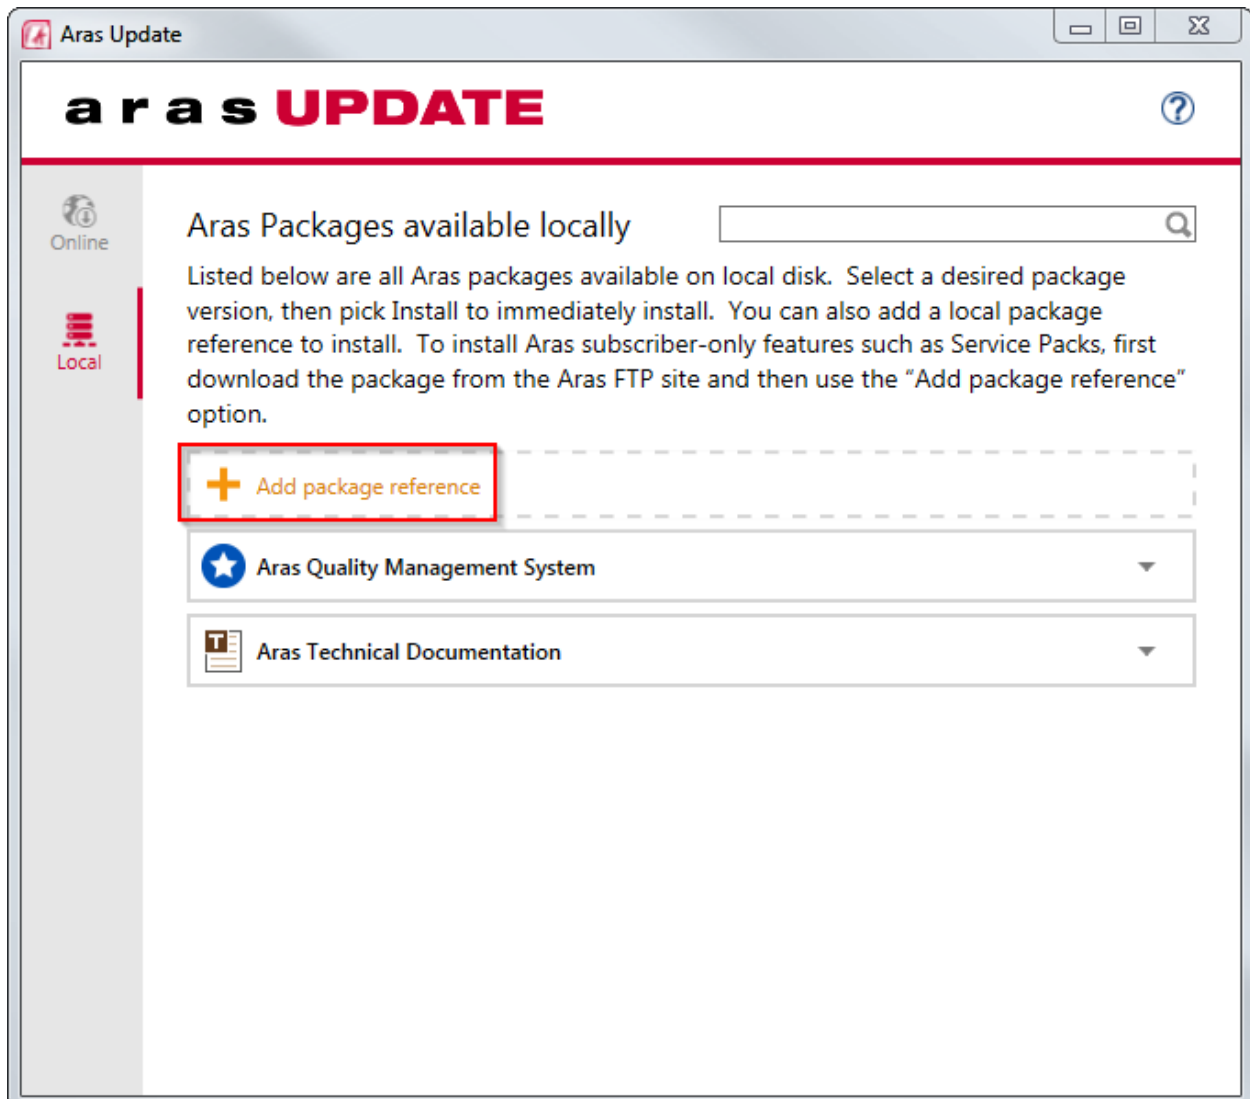 Aras Update
aras UPDATE
?
Online
Local
Aras Packages available locally
Listed below are all Aras packages available on local disk.  Select a desired package
version, then pick Install to immediately install.  You can also add a local package
reference to install.  To install Aras subscriber-only features such as Service Packs, first
download the package from the Aras FTP site and then use the “Add package reference”
option.
Add package reference
Aras Quality Management System
T
Aras Technical Documentation